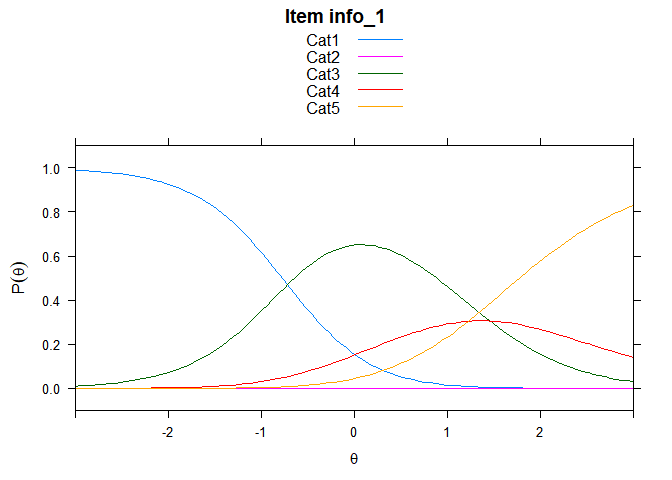 Item info_1
Cat1
Cat2
Cat3
Cat4
Cat5
P(θ)
1.0
0.8
0.6
0.4
0.2
0.0
-2 -1 0 1 2
θ